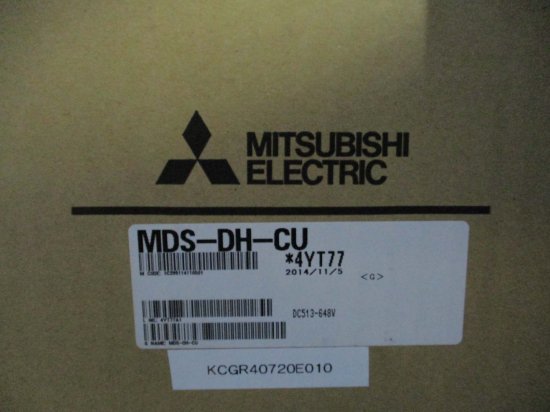 MITSUBISHI
ELECTRIC
MDS-DH-CU
*4YT77
2014/11/5
<G>
DC513-648V
KCGR40720E010